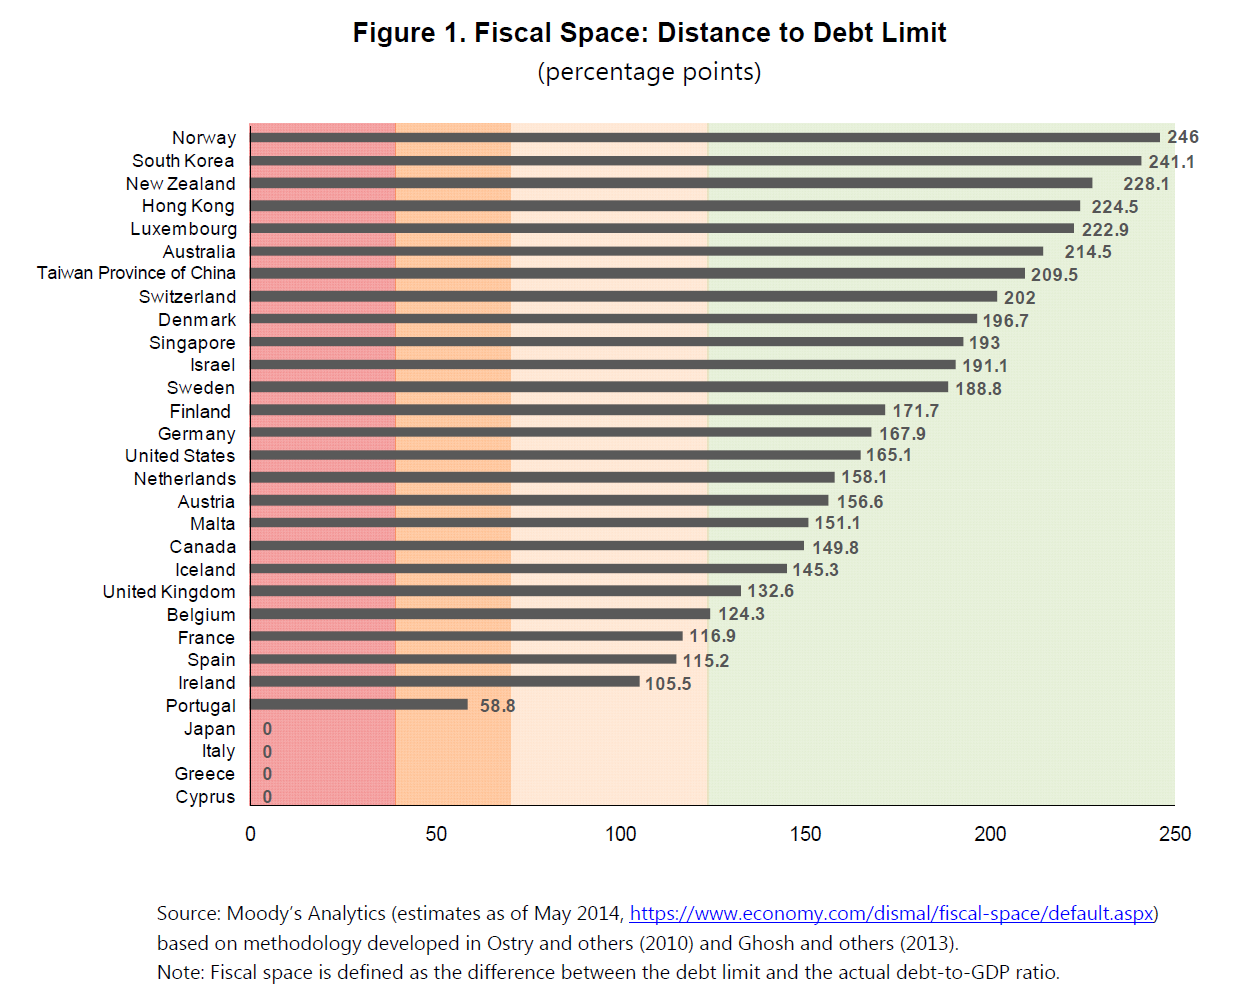 Figure 1. Fiscal Space: Distance to Debt Limit
(percentage points)
Norway 246
South Korea 241.1
New Zealand 228.1
Hong Kong 224.5
Luxembourg 222.9
Australia 214.5
Taiwan Province of China 209.5
Switzerland 202
Denmark 196.7
Singapore 193
Israel 191.1
Sweden 188.8
Finland 171.7
Germany 167.9
United States 165.1
Netherlands 158.1
Austria 156.6
Malta 151.1
Canada 149.8
Iceland 145.3
United Kingdom 132.6
Belgium 124.3
France 116.9
Spain 115.2
Ireland 105.5
Portugal 58.8
Japan 0
Italy 0
Greece 0
Cyprus 0
0 50 100 150 200 250
Source: Moody's Analytics (estimates as of May 2014, https://www.economy.com/dismal/fiscal-space/default.aspx)
based on methodology developed in Ostry and others (2010) and Ghosh and others (2013).
Note: Fiscal space is defined as the difference between the debt limit and the actual debt-to-GDP ratio.